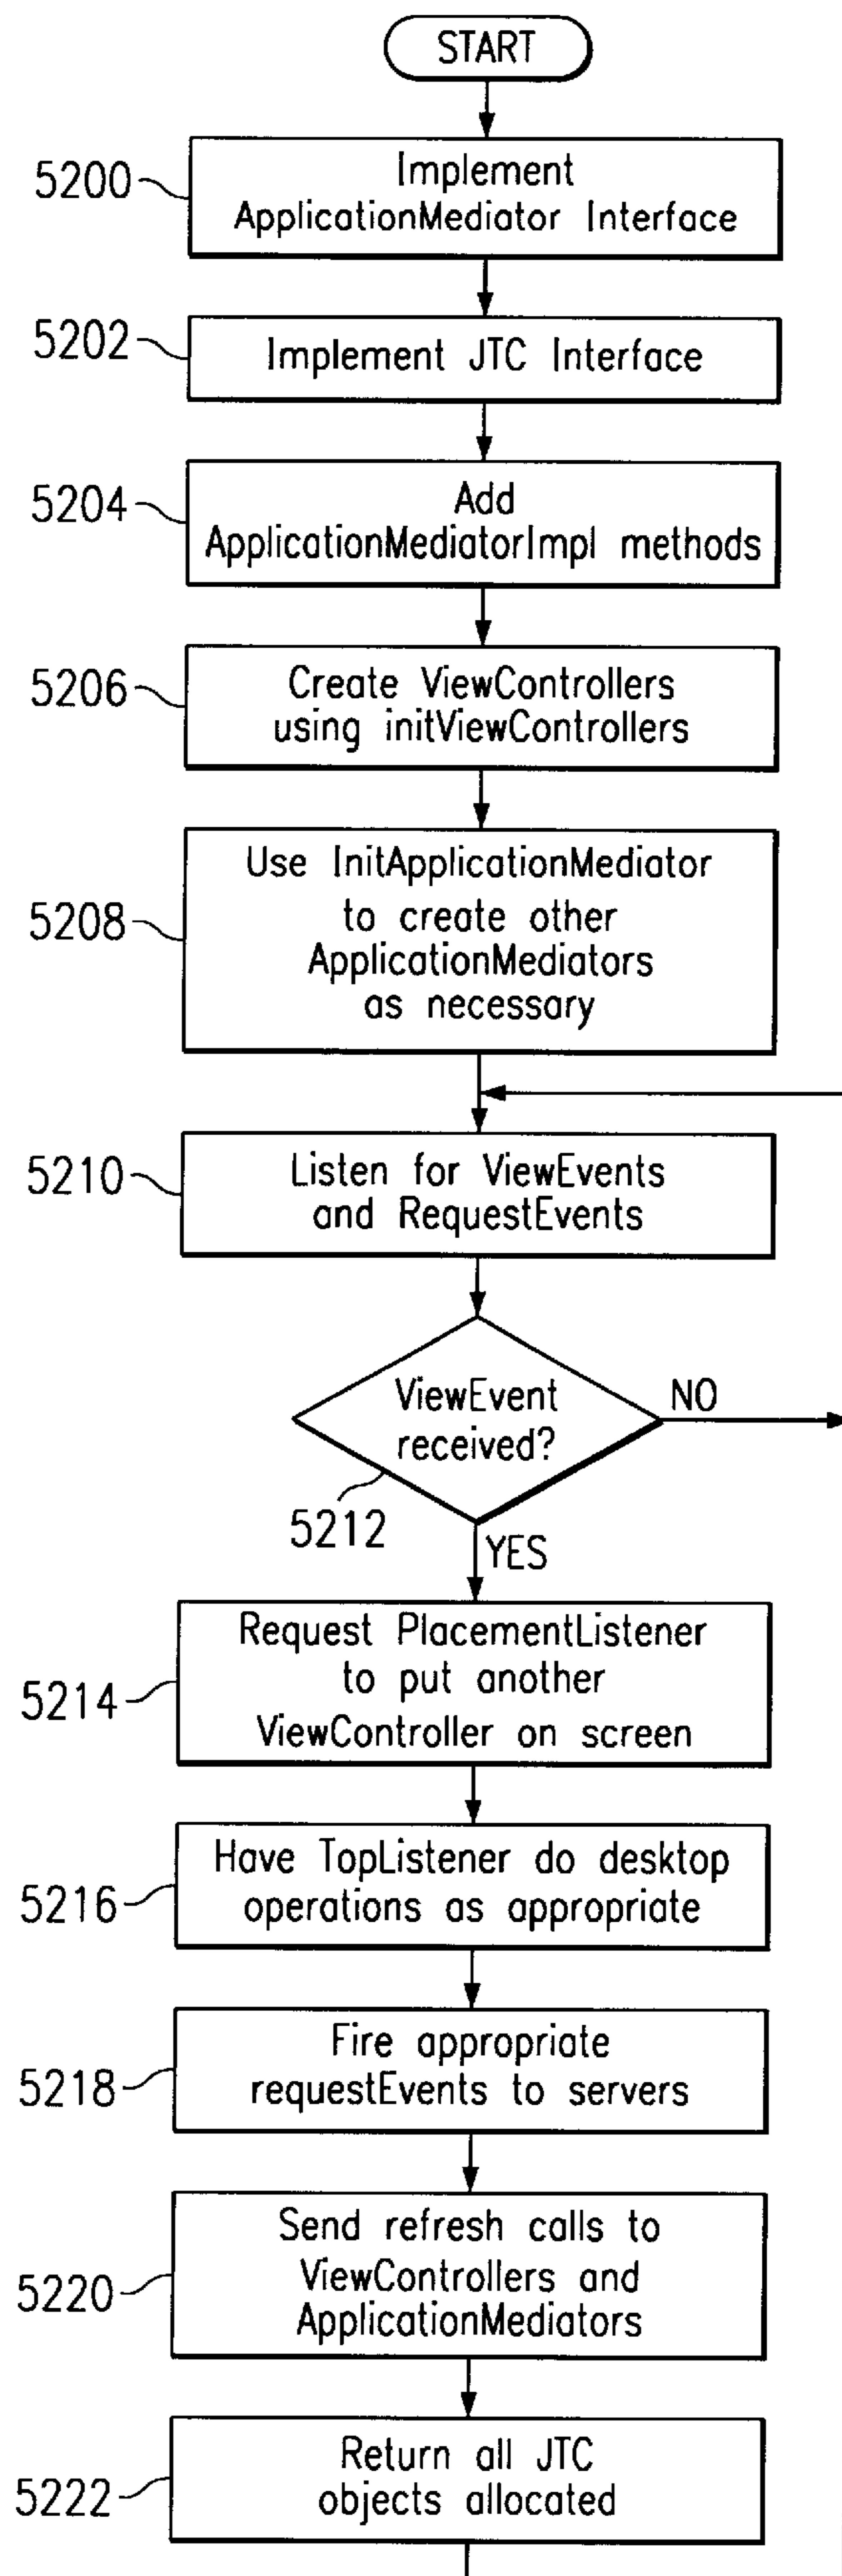 START
5200
Implement
ApplicationMediator Interface
5202
Implement JTC Interface
5204
Add
ApplicationMediatorImpl methods
5206
Create ViewControllers
using initViewControllers
5208
Use InitApplicationMediator
to create other
ApplicationMediators
as necessary
5210
Listen for ViewEvents
and RequestEvents
ViewEvent
received?
NO
5212
YES
5214
Request PlacementListener
to put another
ViewController on screen
5216
Have TopListener do desktop
operations as appropriate
5218
Fire appropriate
requestEvents to servers
5220
Send refresh calls to
ViewControllers and
ApplicationMediators
5222
Return all JTC
objects allocated